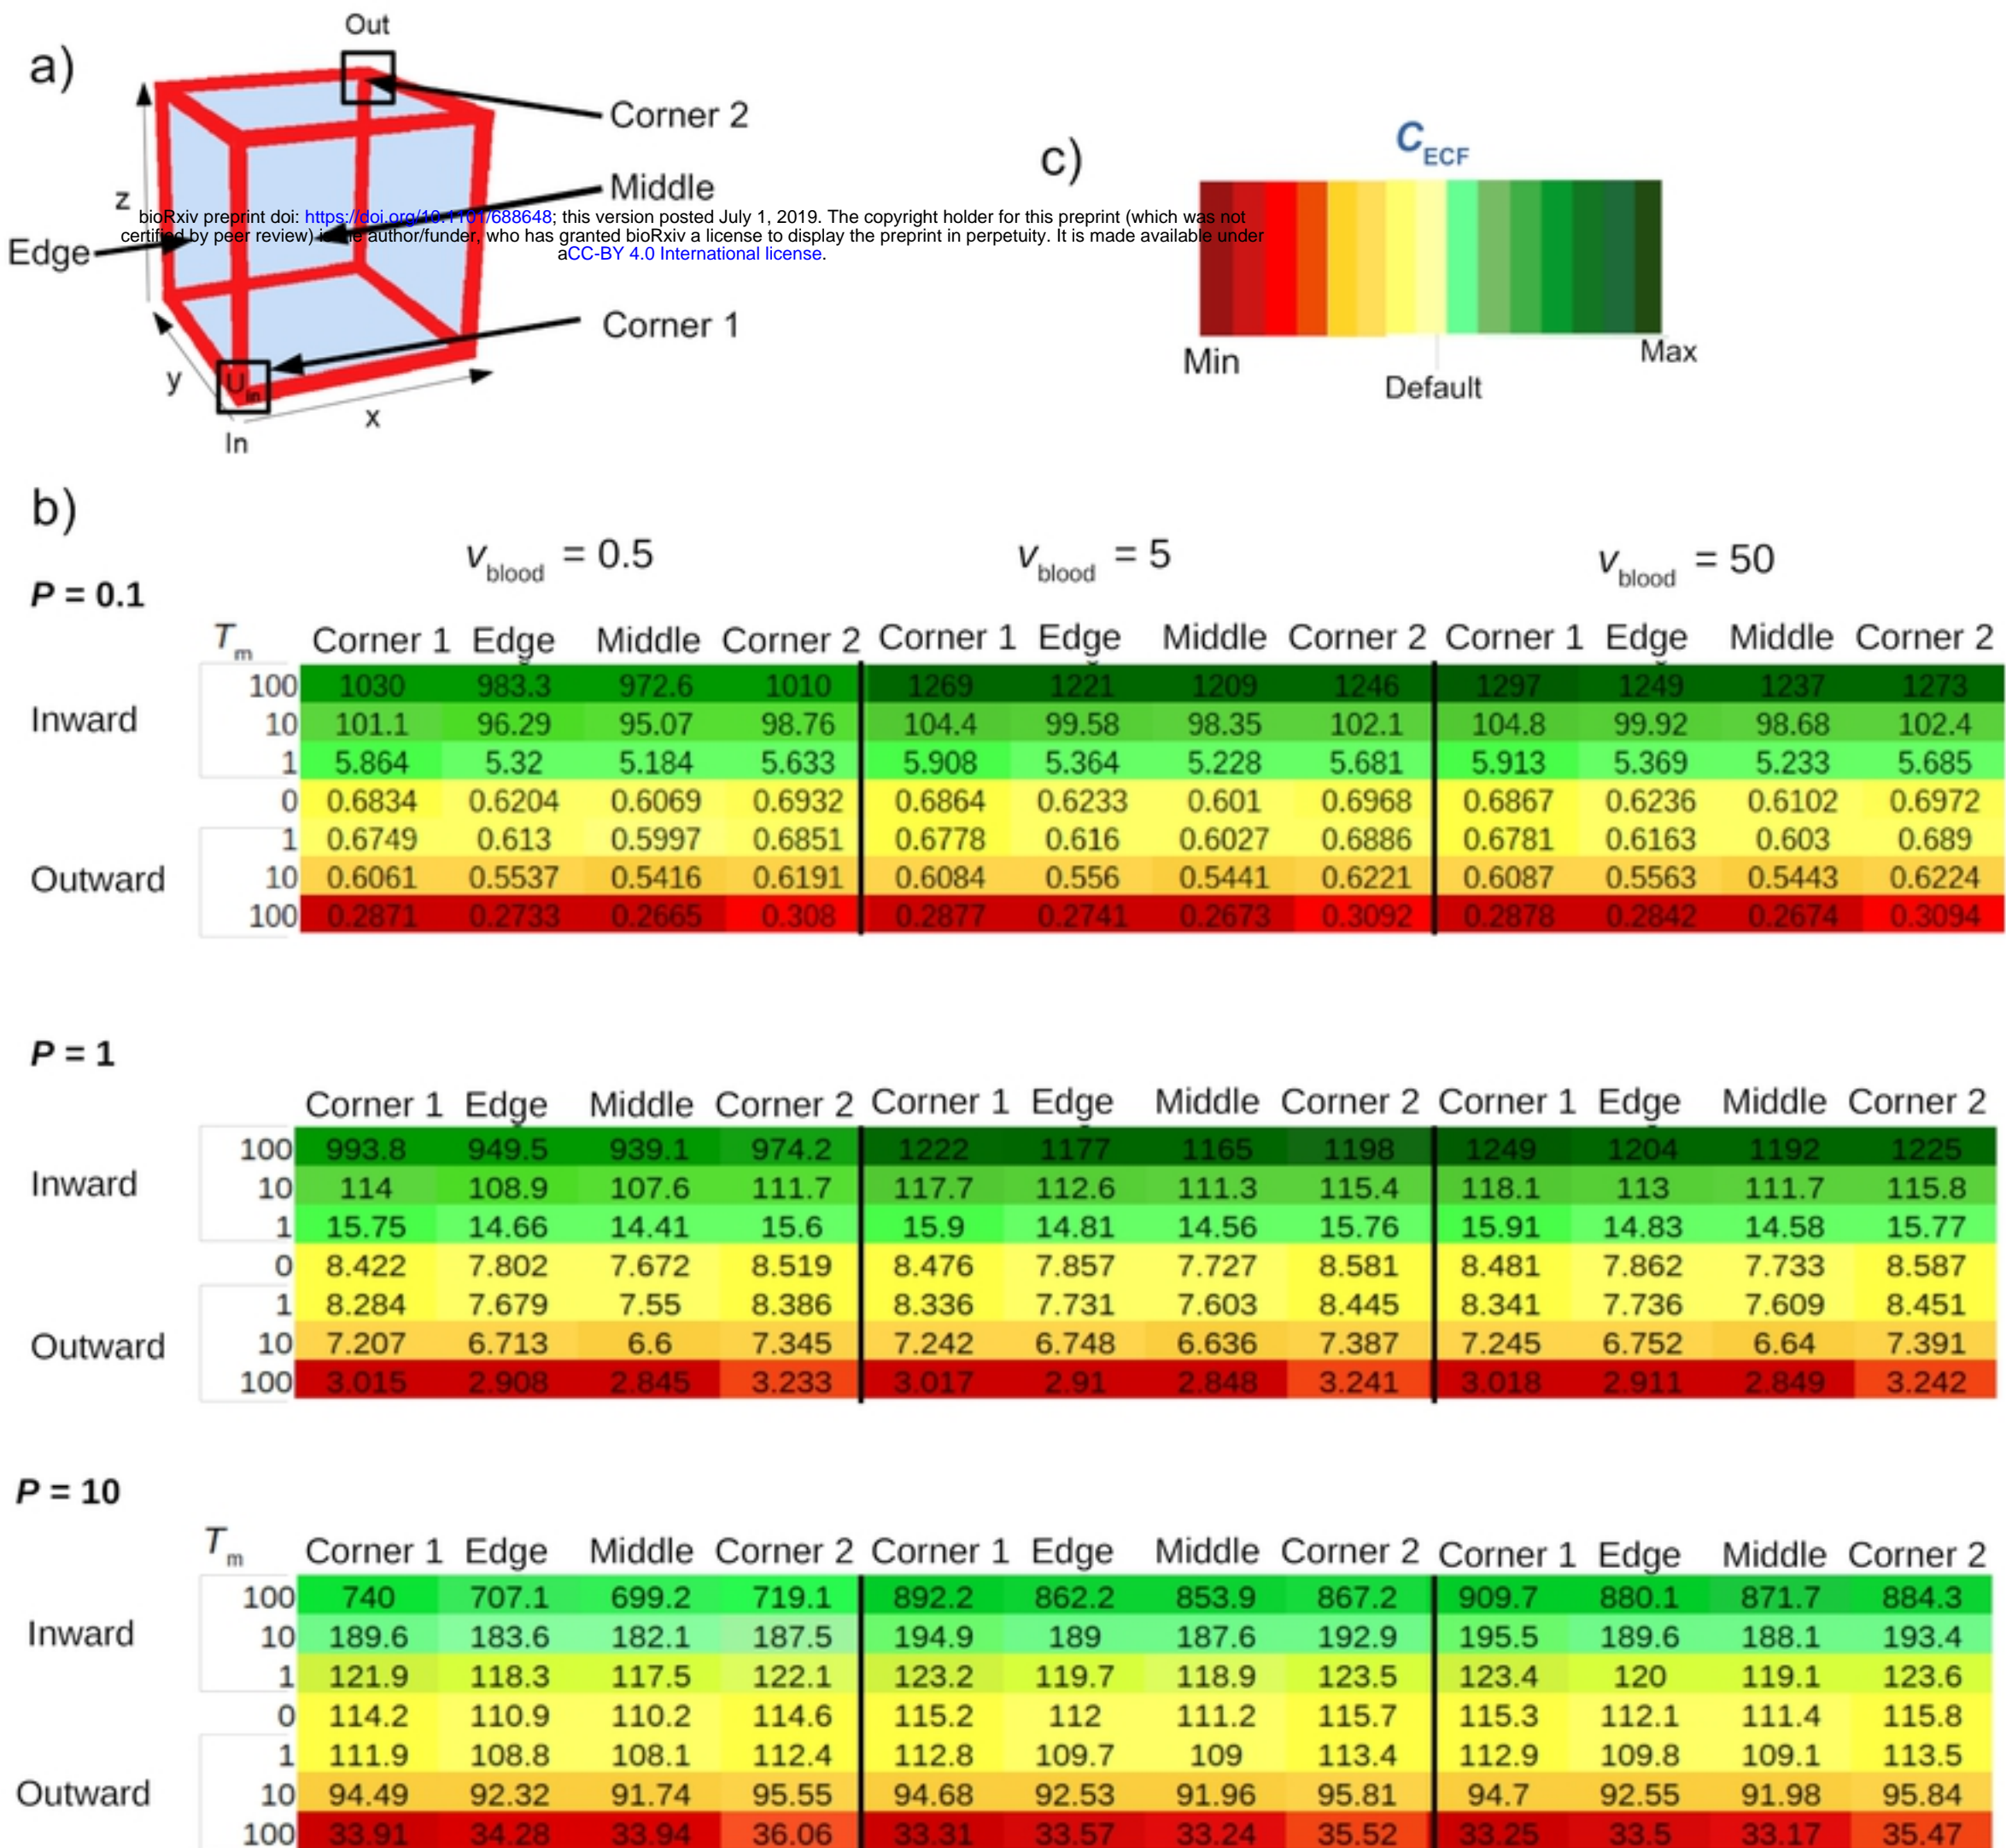 a)
Out
Corner 2
Middle
z
Edge
Corner 1
y
U in
x
In
bioRxiv preprint doi: https://doi.org/10.1101/688648; this version posted July 1, 2019. The copyright holder for this preprint (which was not
certified by peer review) is the author/funder, who has granted bioRxiv a license to display the preprint in perpetuity. It is made available under
aCC-BY 4.0 International license.
c)
C ECF
Min
Max
Default
b)
v blood = 0.5 v blood = 5 v blood = 50
P = 0.1
T m Corner 1 Edge Middle Corner 2 Corner 1 Edge Middle Corner 2 Corner 1 Edge Middle Corner 2
100 1030 983.3 972.6 1010 1269 1221 1209 1246 1297 1249 1237 1273
Inward 10 101.1 96.29 95.07 98.76 104.4 99.58 98.35 102.1 104.8 99.92 98.68 102.4
1 5.864 5.32 5.184 5.633 5.908 5.364 5.228 5.681 5.913 5.369 5.233 5.685
0 0.6834 0.6204 0.6069 0.6932 0.6864 0.6233 0.601 0.6968 0.6867 0.6236 0.6102 0.6972
1 0.6749 0.613 0.5997 0.6851 0.6778 0.616 0.6027 0.6886 0.6781 0.6163 0.603 0.689
Outward 10 0.6061 0.5537 0.5416 0.6191 0.6084 0.556 0.5441 0.6221 0.6087 0.5563 0.5443 0.6224
100 0.2871 0.2733 0.2665 0.308 0.2877 0.2741 0.2673 0.3092 0.2878 0.2842 0.2674 0.3094
P = 1
Corner 1 Edge Middle Corner 2 Corner 1 Edge Middle Corner 2 Corner 1 Edge Middle Corner 2
100 993.8 949.5 939.1 974.2 1222 1177 1165 1198 1249 1204 1192 1225
Inward 10 114 108.9 107.6 111.7 117.7 112.6 111.3 115.4 118.1 113 111.7 115.8
1 15.75 14.66 14.41 15.6 15.9 14.81 14.56 15.76 15.91 14.83 14.58 15.77
0 8.422 7.802 7.672 8.519 8.476 7.857 7.727 8.581 8.481 7.862 7.733 8.587
1 8.284 7.679 7.55 8.386 8.336 7.731 7.603 8.445 8.341 7.736 7.609 8.451
Outward 10 7.207 6.713 6.6 7.345 7.242 6.748 6.636 7.387 7.245 6.752 6.64 7.391
100 3.015 2.908 2.845 3.233 3.017 2.91 2.848 3.241 3.018 2.911 2.849 3.242
P = 10
T m Corner 1 Edge Middle Corner 2 Corner 1 Edge Middle Corner 2 Corner 1 Edge Middle Corner 2
100 740 707.1 699.2 719.1 892.2 862.2 853.9 867.2 909.7 880.1 871.7 884.3
Inward 10 189.6 183.6 182.1 187.5 194.9 189 187.6 192.9 195.5 189.6 188.1 193.4
1 121.9 118.3 117.5 122.1 123.2 119.7 118.9 123.5 123.4 120 119.1 123.6
0 114.2 110.9 110.2 114.6 115.2 112 111.2 115.7 115.3 112.1 111.4 115.8
1 111.9 108.8 108.1 112.4 112.8 109.7 109 113.4 112.9 109.8 109.1 113.5
Outward 10 94.49 92.32 91.74 95.55 94.68 92.53 91.96 95.81 94.7 92.55 91.98 95.84
100 33.91 34.28 33.94 36.06 33.31 33.57 33.24 35.52 33.25 33.5 33.17 35.47